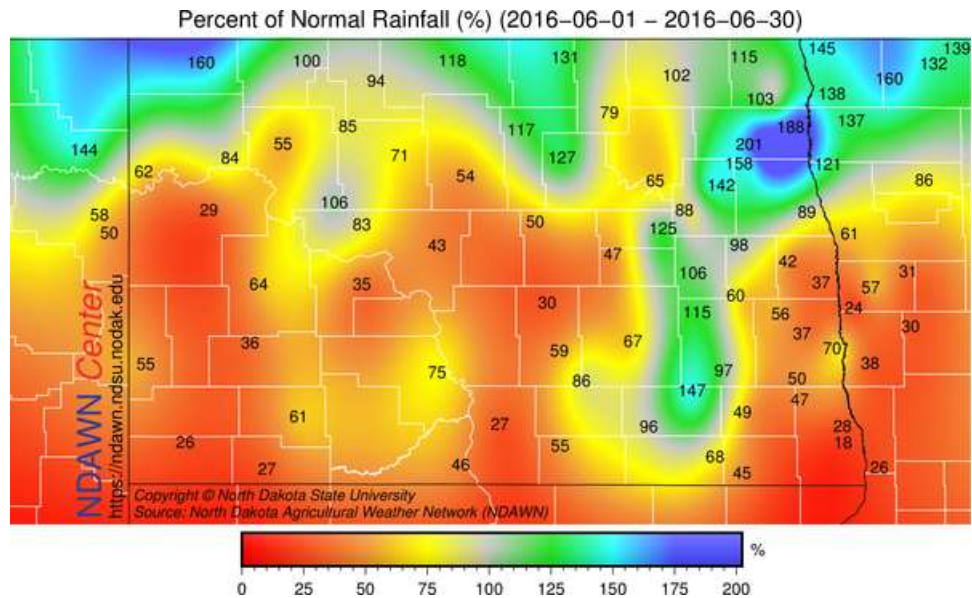 Percent of Normal Rainfall (%) (2016−06−01 − 2016−06−30)
160 100 118 131 115 145 139
94 102 160 132
79 103 138
144 55 85 117 188 137
62 84 71 127 201 158 121
54 65 142 86
58 29 106 88 89
50 83 50 125 61
43 47 98 42
64 35 106 37 57 31
30 60 24
115 56 30
36 67 37
55 75 59 97 70 38
86 147 50
61 27 49 47
96 28
26 55 18
27 46 68 45 26
NDAWN Center
https://ndawn.ndsu.nodak.edu
Copyright © North Dakota State University
Source: North Dakota Agricultural Weather Network (NDAWN)
0 25 50 75 100 125 150 175 200 %